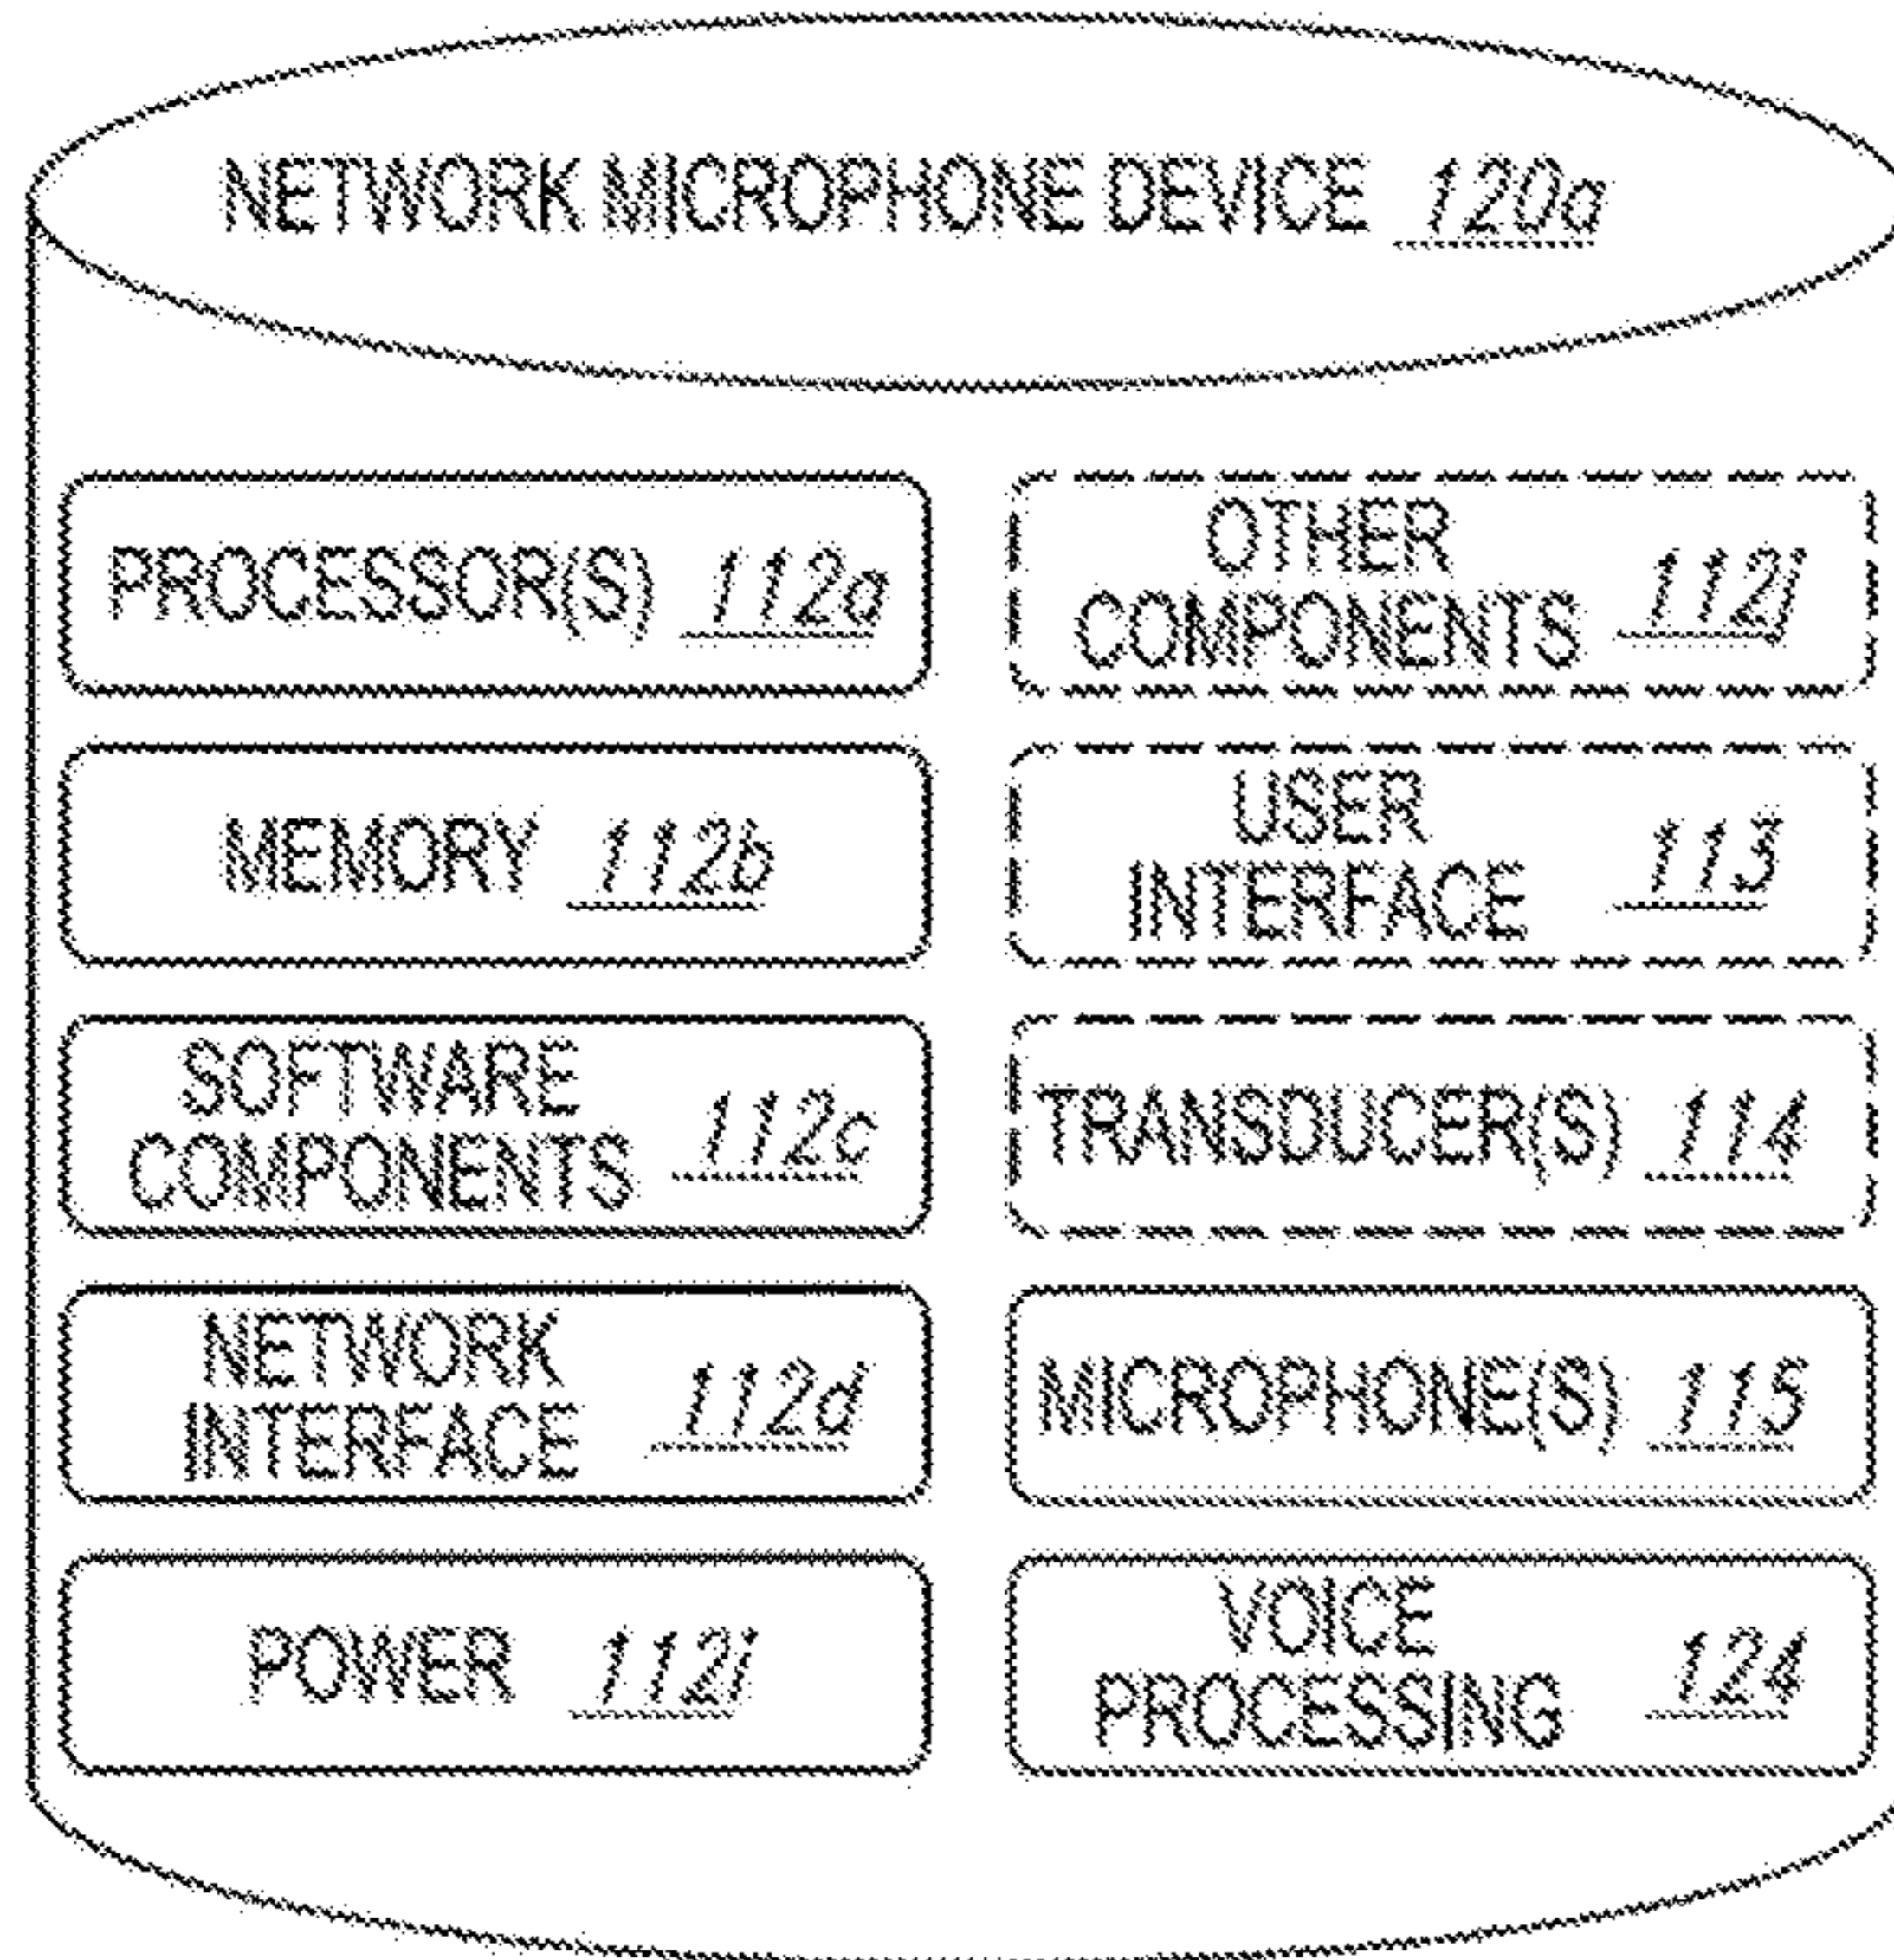 NETWORK MICROPHONE DEVICE 120a
PROCESSOR(S) 112a
MEMORY 112b
SOFTWARE
COMPONENTS 112c
NETWORK
INTERFACE 112d
POWER 112i
OTHER
COMPONENTS 112j
USER
INTERFACE 113
TRANSDUCER(S) 114
MICROPHONE(S) 115
VOICE
PROCESSING 124